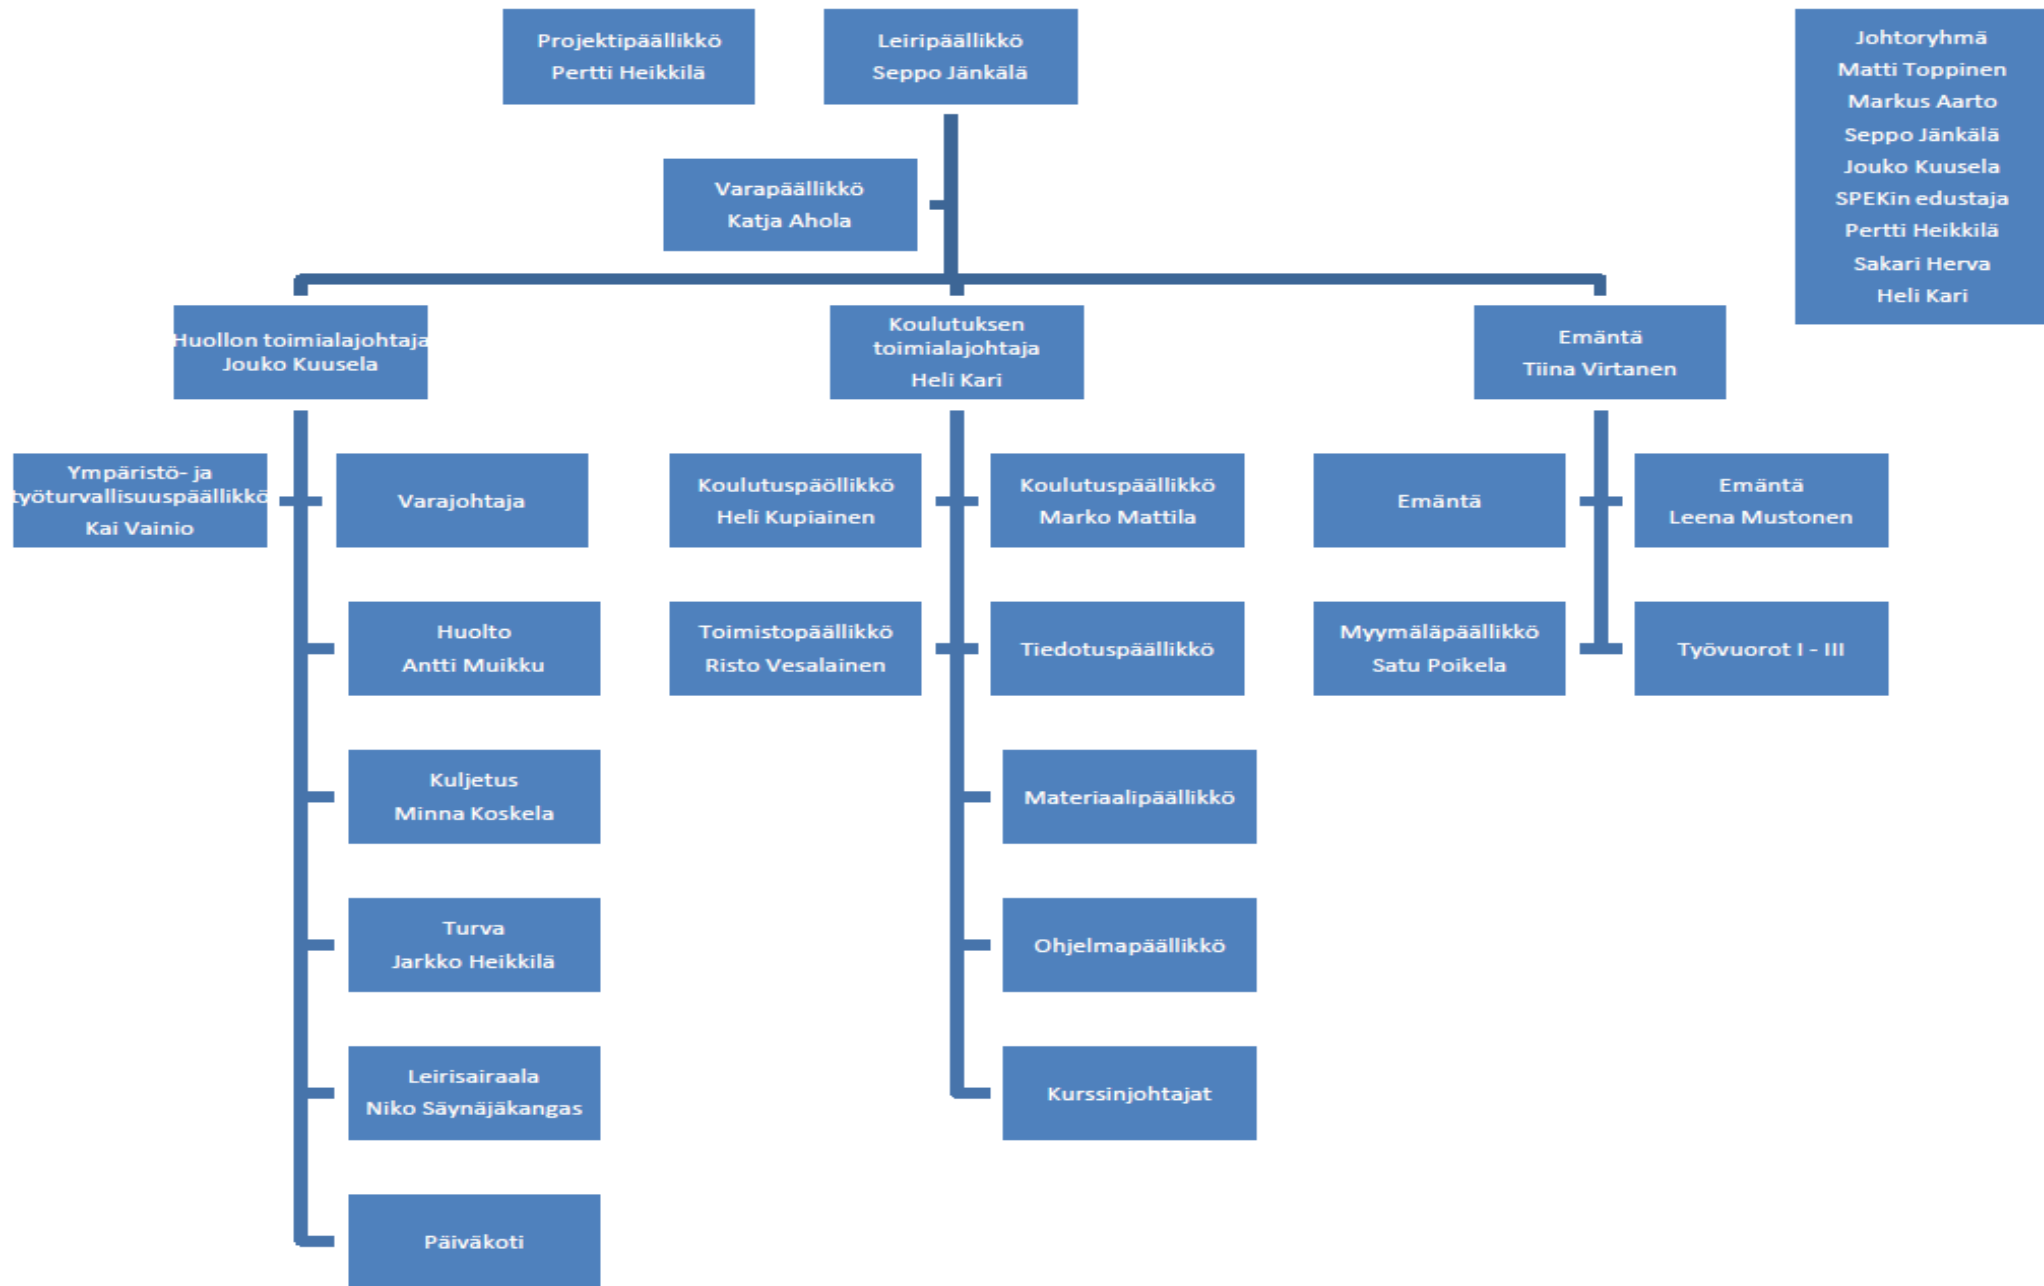 Projektipäällikkö
Pertti Heikkilä
Leiripäällikkö
Seppo Jänkälä
Johtoryhmä
Matti Toppinen
Markus Aarto
Seppo Jänkälä
Jouko Kuusela
SPEKin edustaja
Pertti Heikkilä
Sakari Herva
Heli Kari
Varapäällikkö
Katja Ahola
Huollon toimialajohtaja
Jouko Kuusela
Koulutuksen
toimialajohtaja
Heli Kari
Emäntä
Tiina Virtanen
Ympäristö- ja
työturvallisuuspäällikkö
Kai Vainio
Varajohtaja
Koulutuspäöllikkö
Heli Kupiainen
Koulutuspäällikkö
Marko Mattila
Emäntä
Emäntä
Leena Mustonen
Huolto
Antti Muikku
Toimistopäällikkö
Risto Vesalainen
Tiedotuspäällikkö
Myymäläpäällikkö
Satu Poikela
Työvuorot I - III
Kuljetus
Minna Koskela
Materiaalipäällikkö
Turva
Jarkko Heikkilä
Ohjelmapäällikkö
Leirisairaala
Niko Säynäjäkangas
Kurssinjohtajat
Päiväkoti